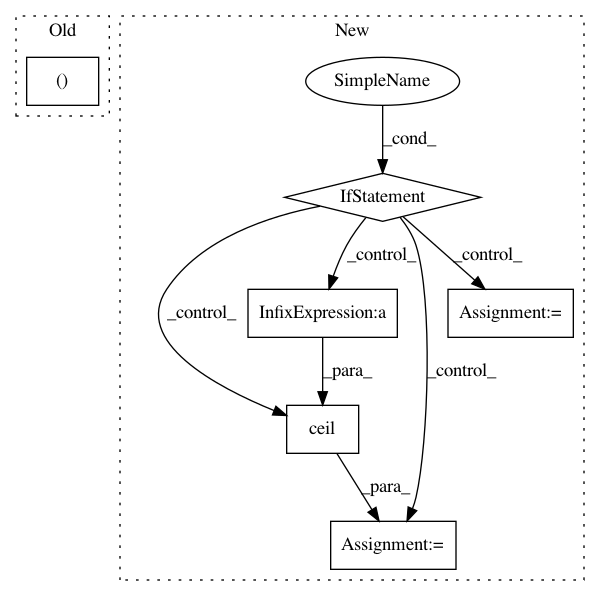 Old
New
()
SimpleName
_cond_
IfStatement
_control_
_control_
_control_
_control_
InfixExpression:a
Assignment:=
_para_
ceil
_para_
Assignment:=